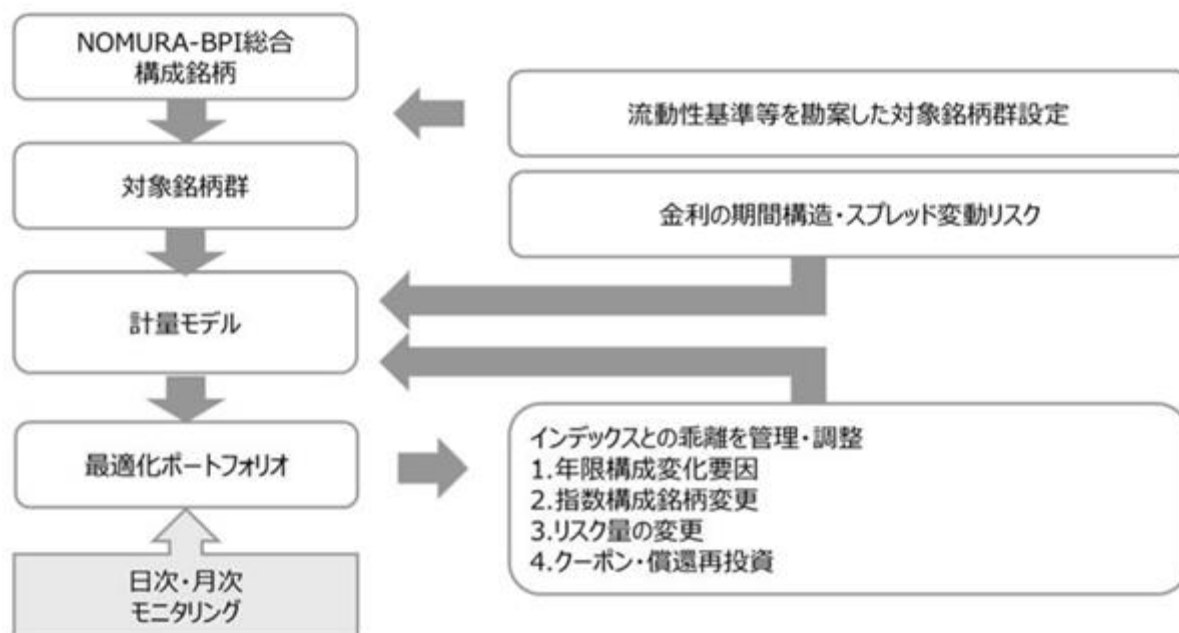 NOMURA-BPI総合
構成銘柄
流動性基準等を勘案した対象銘柄群設定
対象銘柄群
金利の期間構造・スプレッド変動リスク
計量モデル
最適化ポートフォリオ
インデックスとの乖離を管理・調整
1.年限構成変化要因
2.指数構成銘柄変更
3.リスク量の変更
4.クーポン・償還再投資
日次・月次
モニタリング